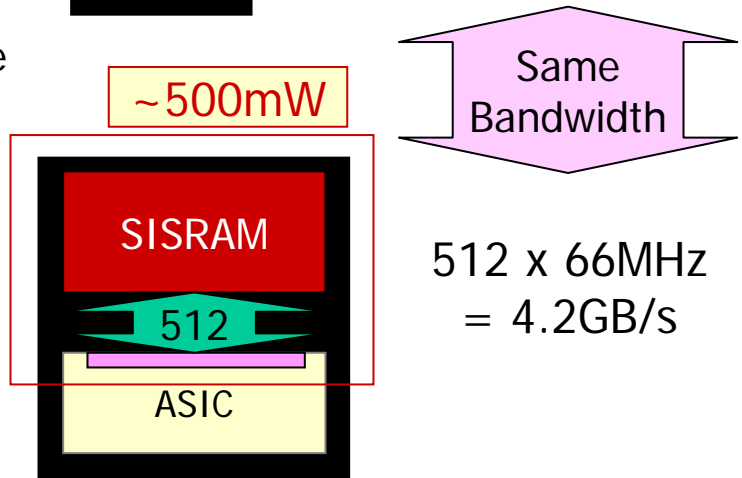 e
~500mW
Same
Bandwidth
SISRAM
512
ASIC
512 x 66MHz
= 4.2GB/s